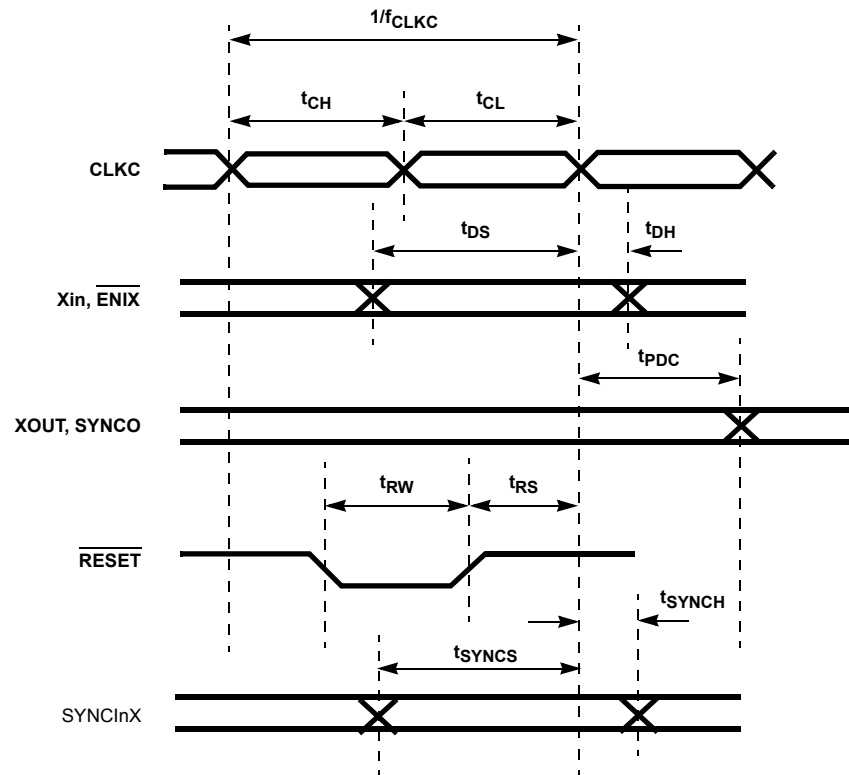 1/fCLKC
tCH tCL
CLKC
tDS tDH
Xin, ENIX
tPDC
XOUT, SYNCO
tRW tRS
RESET
tSYNCH
tSYNCS
SYNCInX